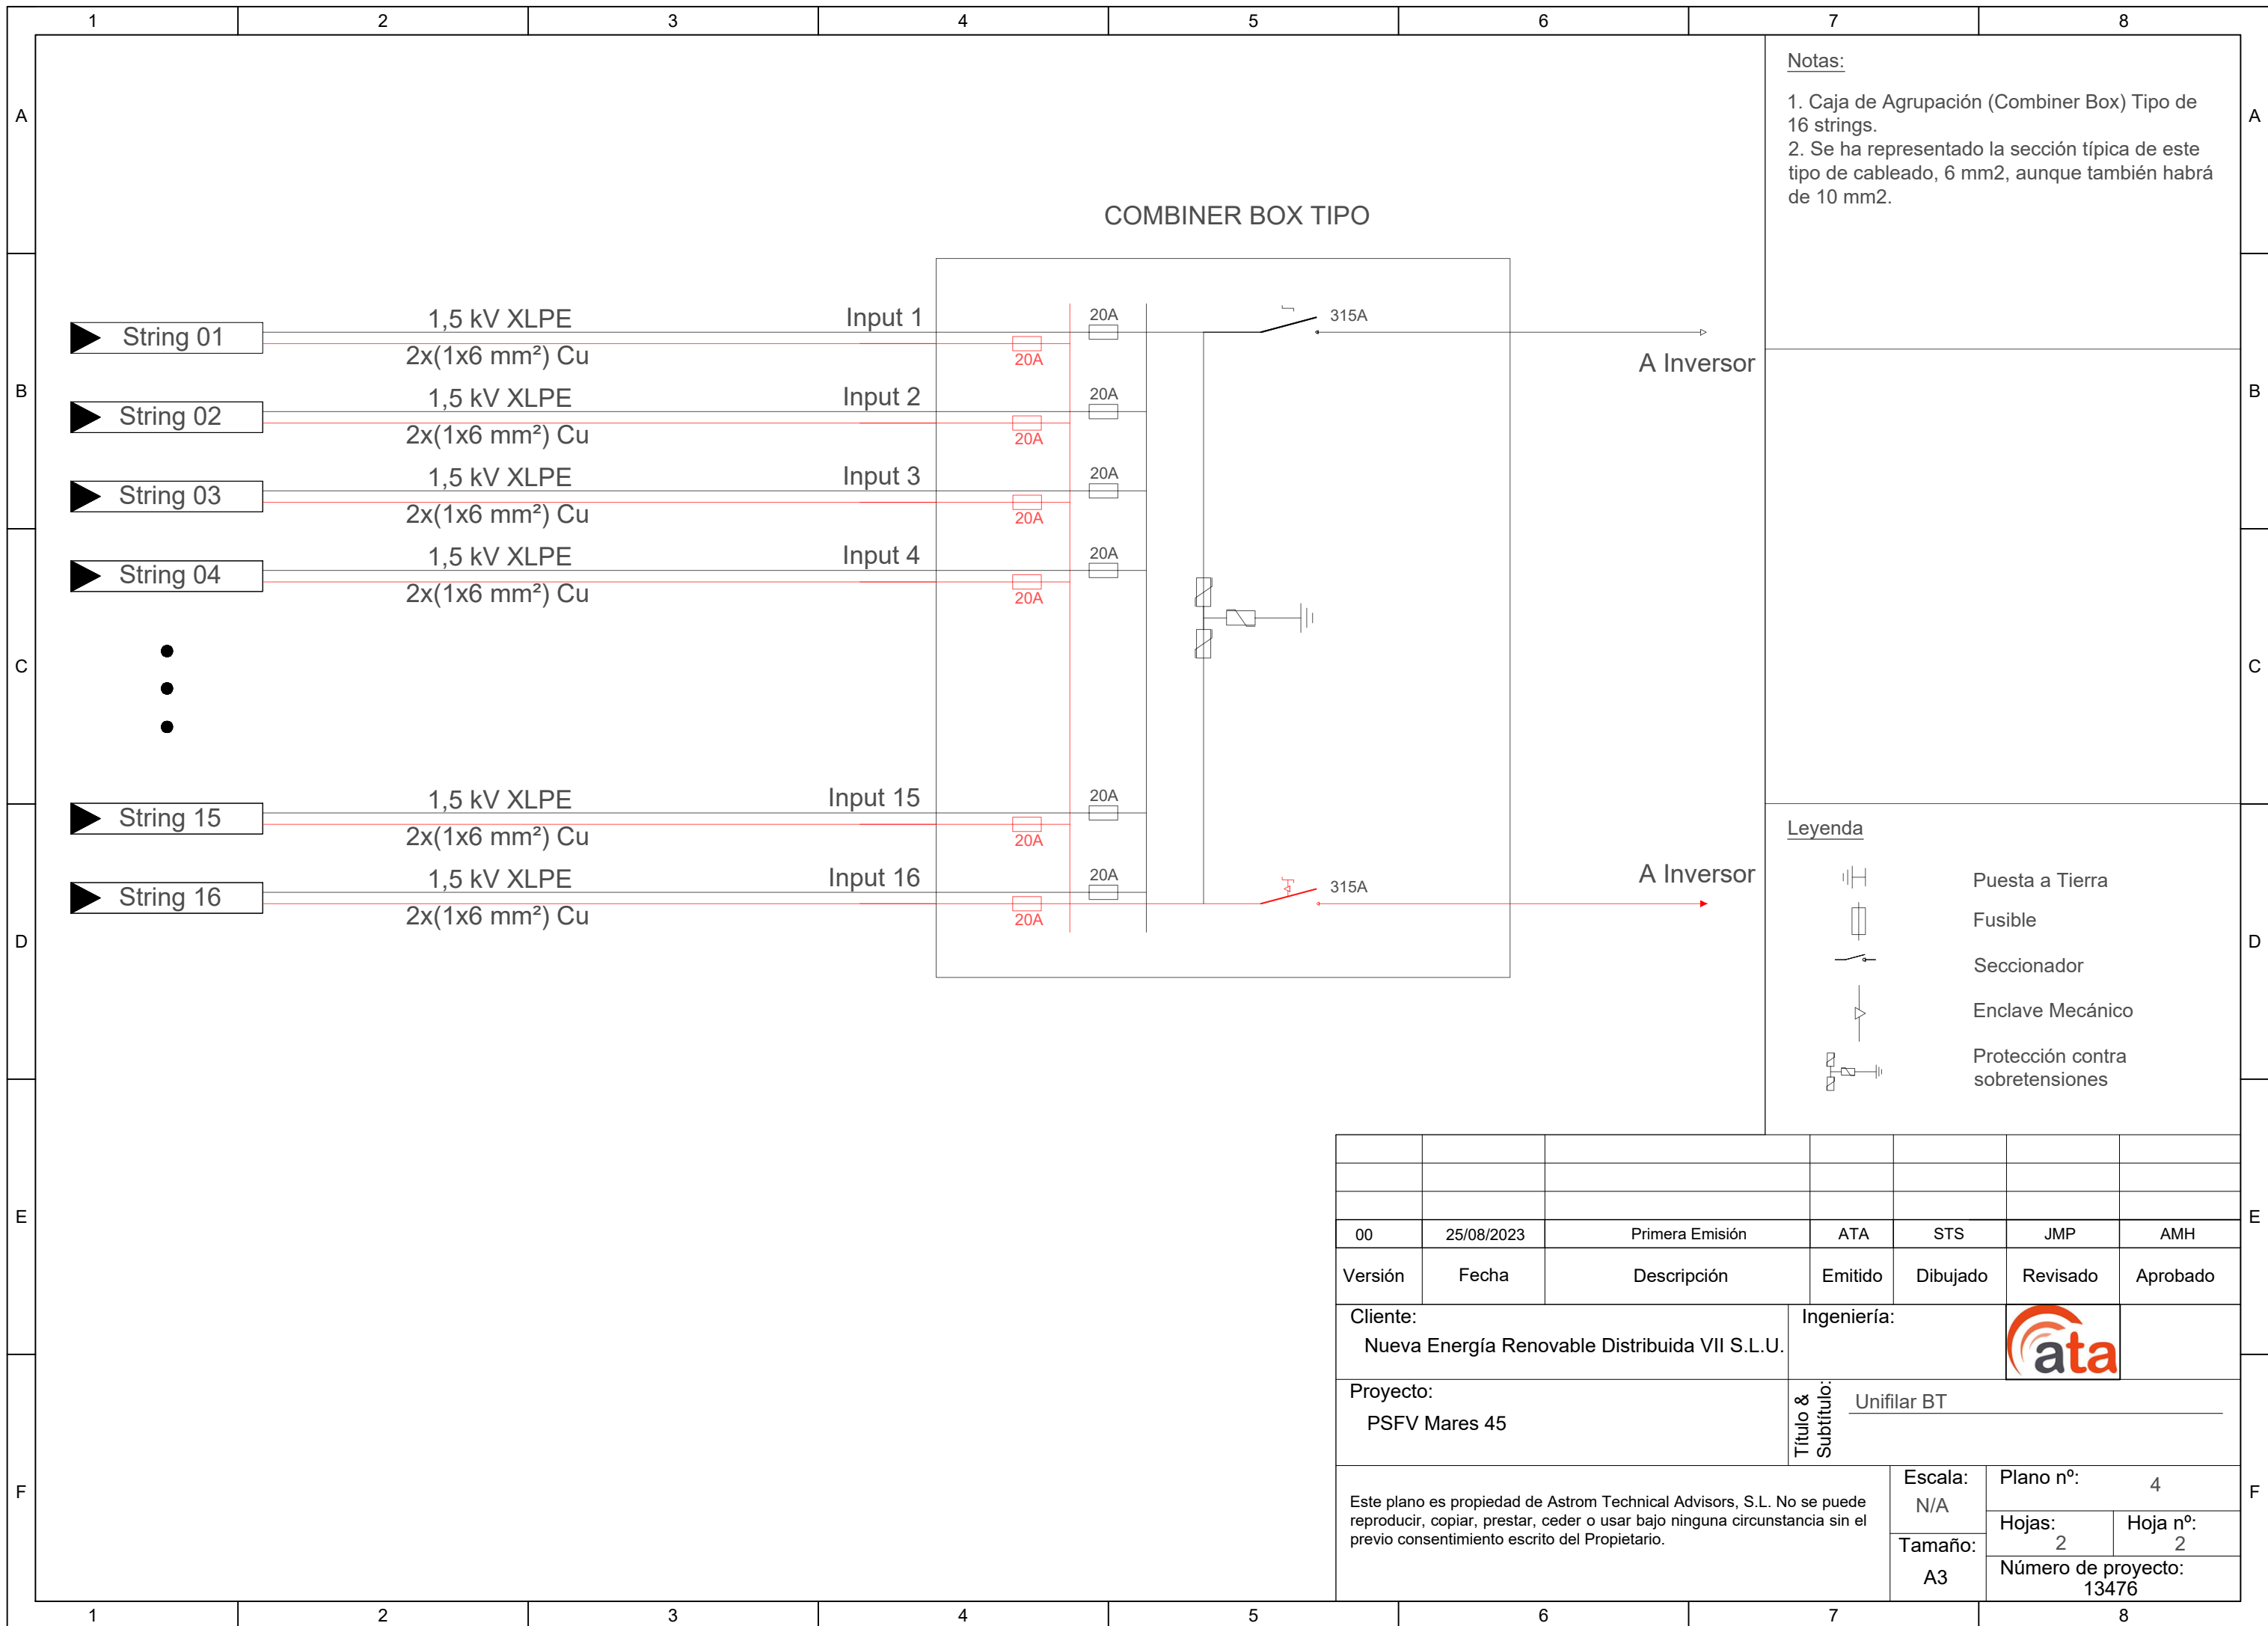 1 2 3 4 5 6 7 8
A
B
C
D
E
F
A
B
C
D
E
F
Notas:
1. Caja de Agrupación (Combiner Box) Tipo de
16 strings.
2. Se ha representado la sección típica de este
tipo de cableado, 6 mm2, aunque también habrá
de 10 mm2.
COMBINER BOX TIPO
String 01
1,5 kV XLPE
2x(1x6 mm²) Cu
Input 1
20A
20A
315A
A Inversor
String 02
1,5 kV XLPE
2x(1x6 mm²) Cu
Input 2
20A
20A
String 03
1,5 kV XLPE
2x(1x6 mm²) Cu
Input 3
20A
20A
String 04
1,5 kV XLPE
2x(1x6 mm²) Cu
Input 4
20A
20A
String 15
1,5 kV XLPE
2x(1x6 mm²) Cu
Input 15
20A
20A
String 16
1,5 kV XLPE
2x(1x6 mm²) Cu
Input 16
20A
20A
315A
A Inversor
Leyenda
Puesta a Tierra
Fusible
Seccionador
Enclave Mecánico
Protección contra
sobretensiones
00 25/08/2023 Primera Emisión ATA STS JMP AMH
Versión Fecha Descripción Emitido Dibujado Revisado Aprobado
Cliente:
Nueva Energía Renovable Distribuida VII S.L.U.
Ingeniería:
ata
Proyecto:
PSFV Mares 45
Título &
Subtítulo:
Unifilar BT
Este plano es propiedad de Astrom Technical Advisors, S.L. No se puede
reproducir, copiar, prestar, ceder o usar bajo ninguna circunstancia sin el
previo consentimiento escrito del Propietario.
Escala:
N/A
Tamaño:
A3
Plano nº:
4
Hojas:
2
Hoja nº:
2
Número de proyecto:
13476
1 2 3 4 5 6 7 8